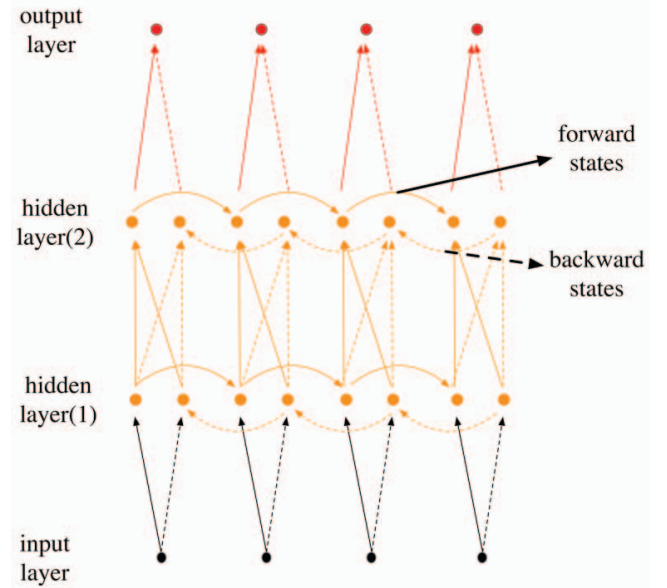 output
layer
forward
states
hidden
layer(2)
backward
states
hidden
layer(1)
input
layer